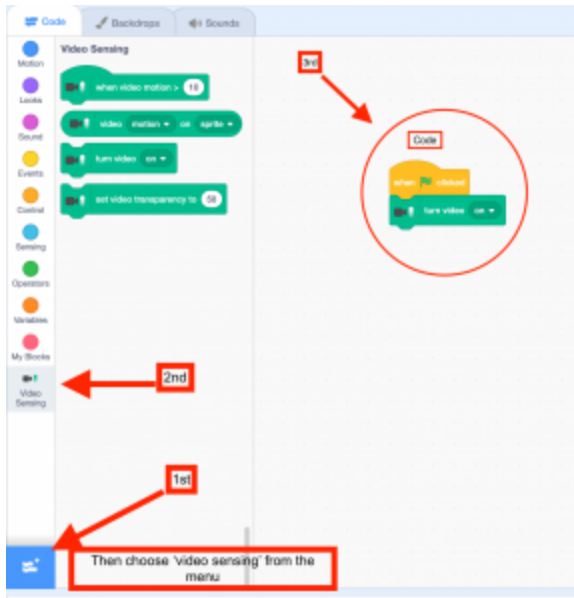 Code
Backdrops
Sounds
Motion
Looks
Sound
Events
Control
Sensing
Operators
Variables
My Blocks
Video
Sensing
Video Sensing
when video motion > 10
video motion on sprite
turn video on
set video transparency to 50
3rd
Code
when clicked
turn video on
2nd
1st
Then choose 'video sensing' from the
menu